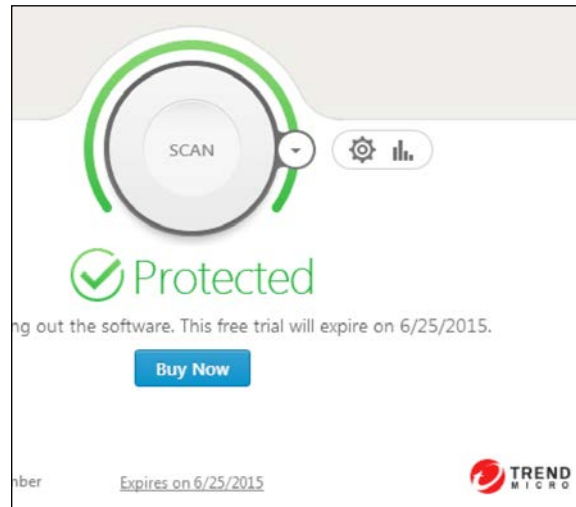 SCAN
Protected
ng out the software. This free trial will expire on 6/25/2015.
Buy Now
nber Expires on 6/25/2015
TREND
MICRO